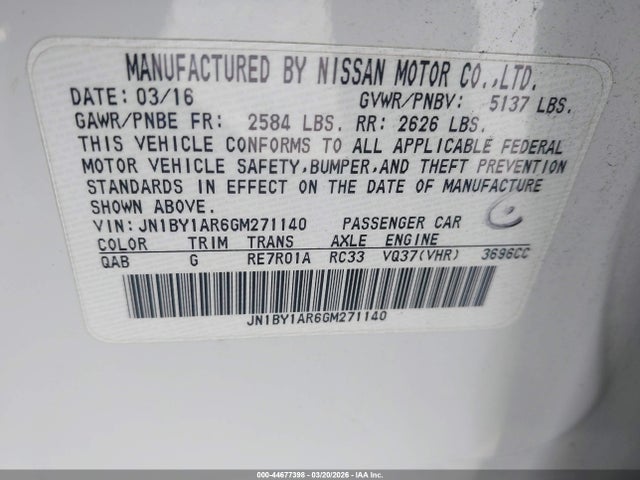 MANUFACTURED BY NISSAN MOTOR CO.,LTD.
DATE: 03/16 GVWR/PNBV: 5137 LBS.
GAWR/PNBE FR: 2584 LBS. RR: 2626 LBS.
THIS VEHICLE CONFORMS TO ALL APPLICABLE FEDERAL
MOTOR VEHICLE SAFETY,BUMPER,AND THEFT PREVENTION
STANDARDS IN EFFECT ON THE DATE OF MANUFACTURE
SHOWN ABOVE.
VIN:JN1BY1AR6GM271140 PASSENGER CAR
COLOR TRIM TRANS AXLE ENGINE
QAB G RE7R01A RC33 VQ37(VHR) 3696CC
JN1BY1AR6GM271140
000-44677398 - 03/20/2026 - IAA Inc.